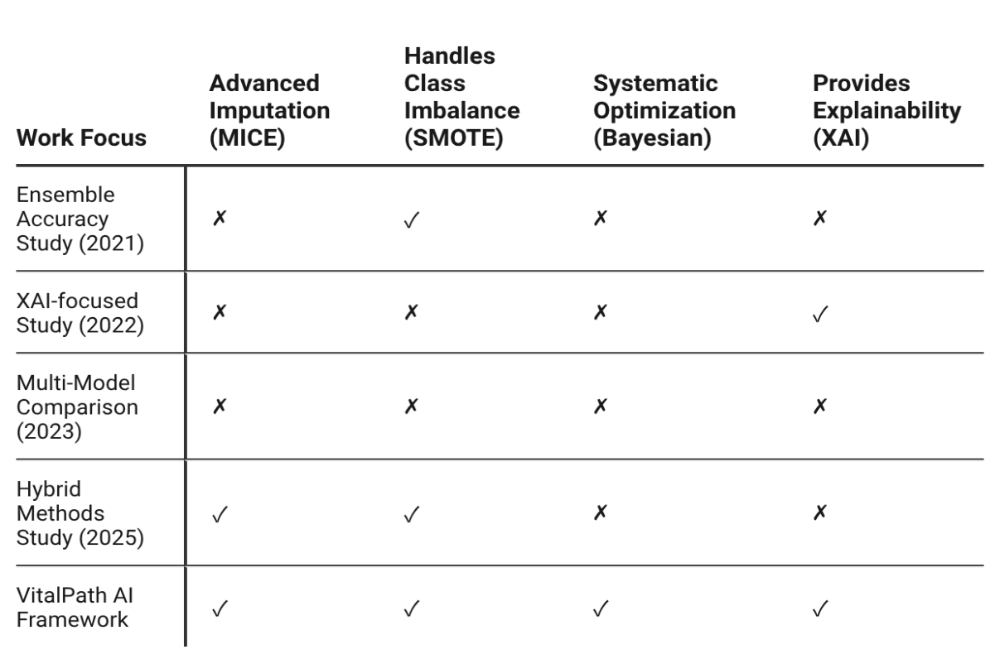 Work Focus
Advanced
Imputation
(MICE)
Handles
Class
Imbalance
(SMOTE)
Systematic
Optimization
(Bayesian)
Provides
Explainability
(XAI)
Ensemble
Accuracy
Study (2021)
✗ ✓ ✗ ✗
XAI-focused
Study (2022)
✗ ✗ ✗ ✓
Multi-Model
Comparison
(2023)
✗ ✗ ✗ ✗
Hybrid
Methods
Study (2025)
✓ ✓ ✗ ✗
VitalPath AI
Framework
✓ ✓ ✓ ✓